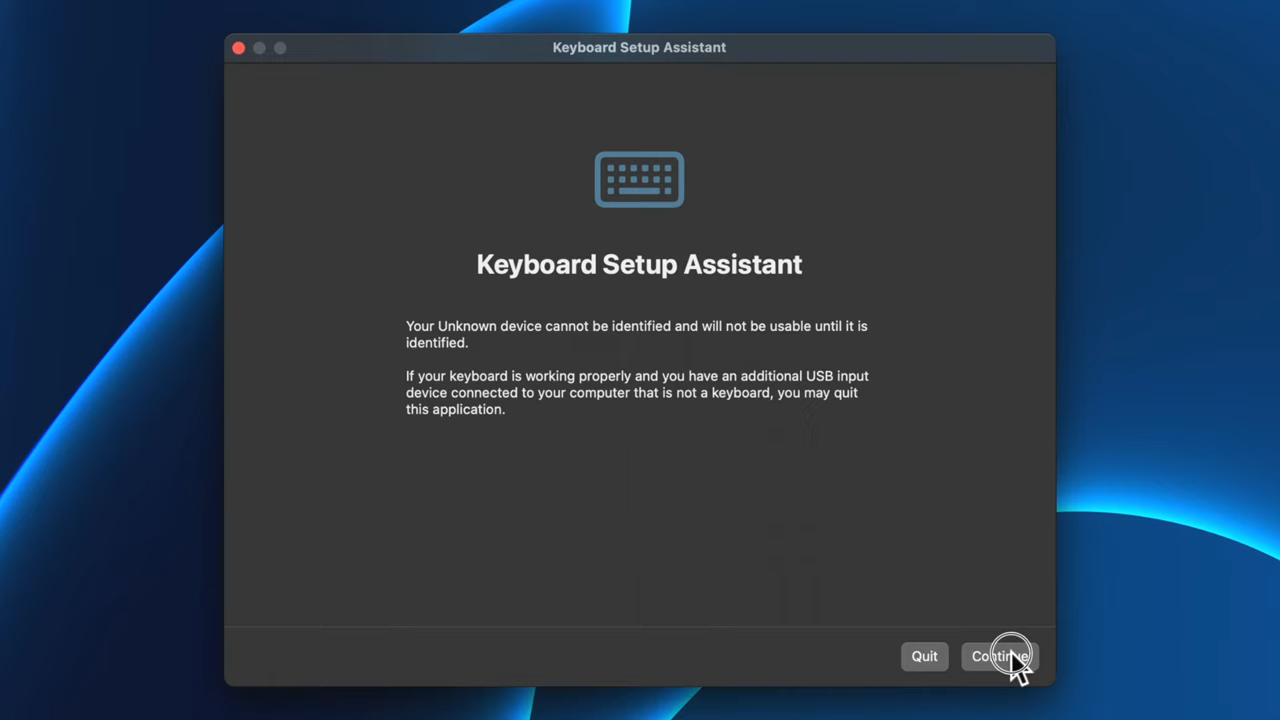 Keyboard Setup Assistant
Keyboard Setup Assistant
Your Unknown device cannot be identified and will not be usable until it is
identified.
If your keyboard is working properly and you have an additional USB input
device connected to your computer that is not a keyboard, you may quit
this application.
Quit
Continue